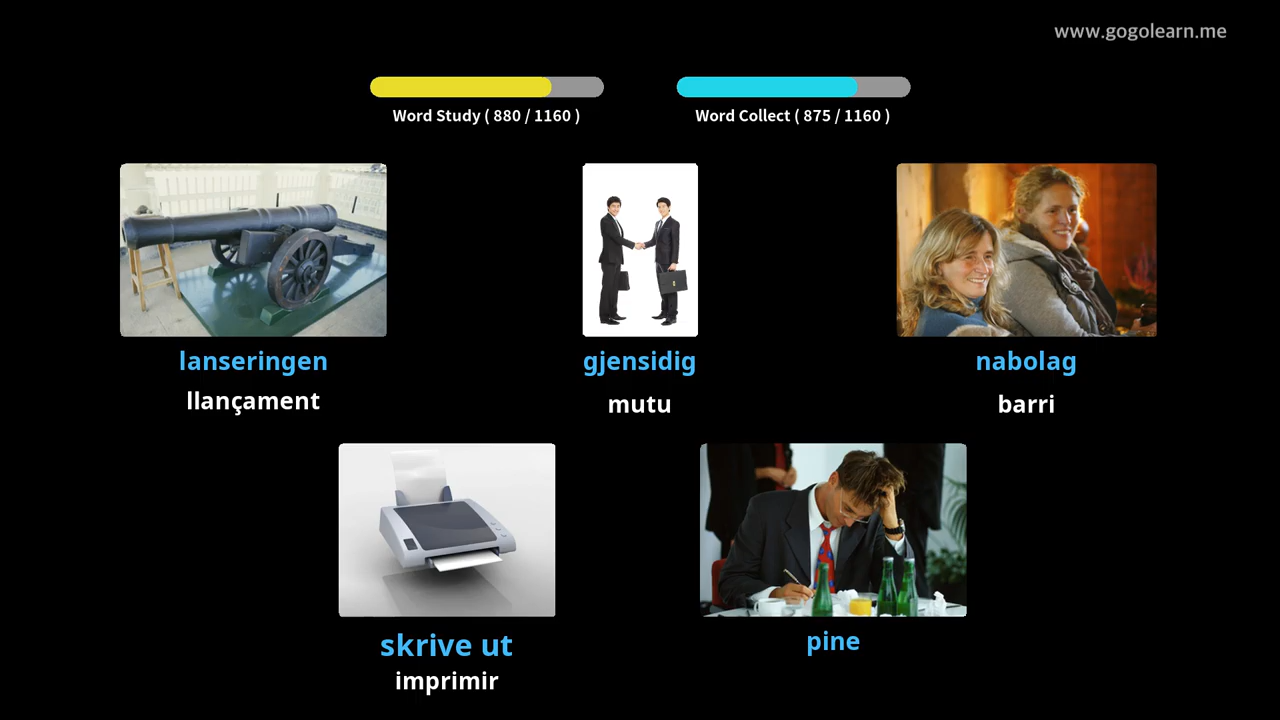 www.gogolearn.me
Word Study ( 880 / 1160 )
Word Collect ( 875 / 1160 )
lanseringen
gjensidig
nabolag
llançament
mutu
barri
skrive ut
pine
imprimir